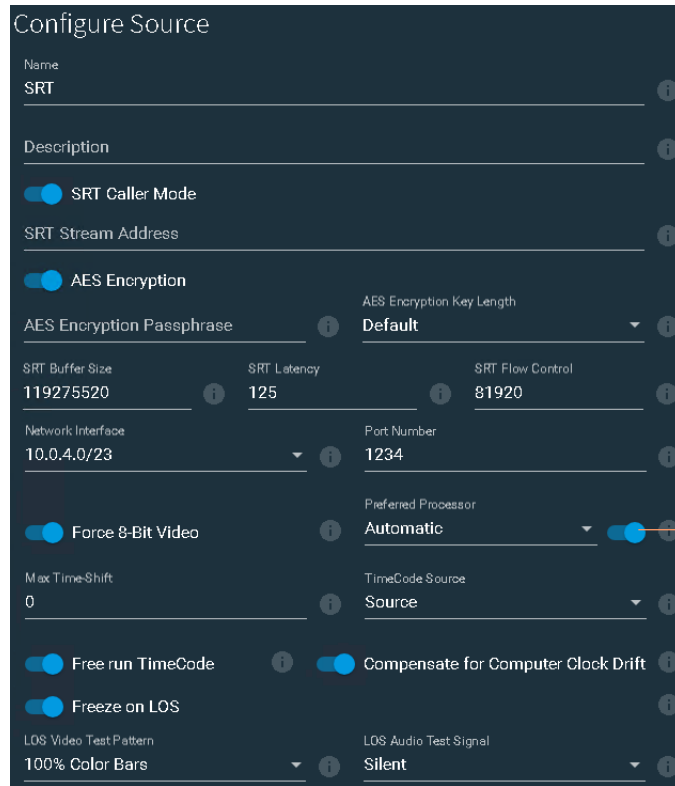 Configure Source
Name
SRT
Description
SRT Caller Mode
SRT Stream Address
AES Encryption
AES Encryption Passphrase
AES Encryption Key Length
Default
SRT Buffer Size
119275520
SRT Latency
125
SRT Flow Control
81920
Network Interface
10.0.4.0/23
Port Number
1234
Force 8-Bit Video
Preferred Processor
Automatic
Max Time-Shift
0
TimeCode Source
Source
Free run TimeCode
Compensate for Computer Clock Drift
Freeze on LOS
LOS Video Test Pattern
100% Color Bars
LOS Audio Test Signal
Silent